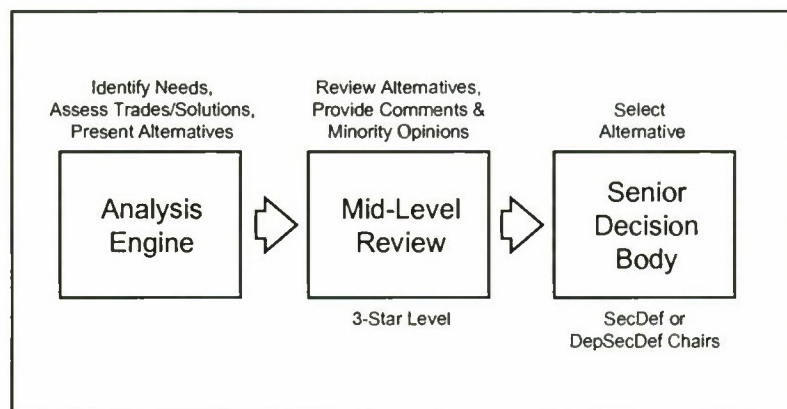 Identify Needs,
Assess Trades/Solutions,
Present Alternatives
Analysis
Engine
Review Alternatives,
Provide Comments &
Minority Opinions
Mid-Level
Review
3-Star Level
Select
Alternative
Senior
Decision
Body
SecDef or
DepSecDef Chairs